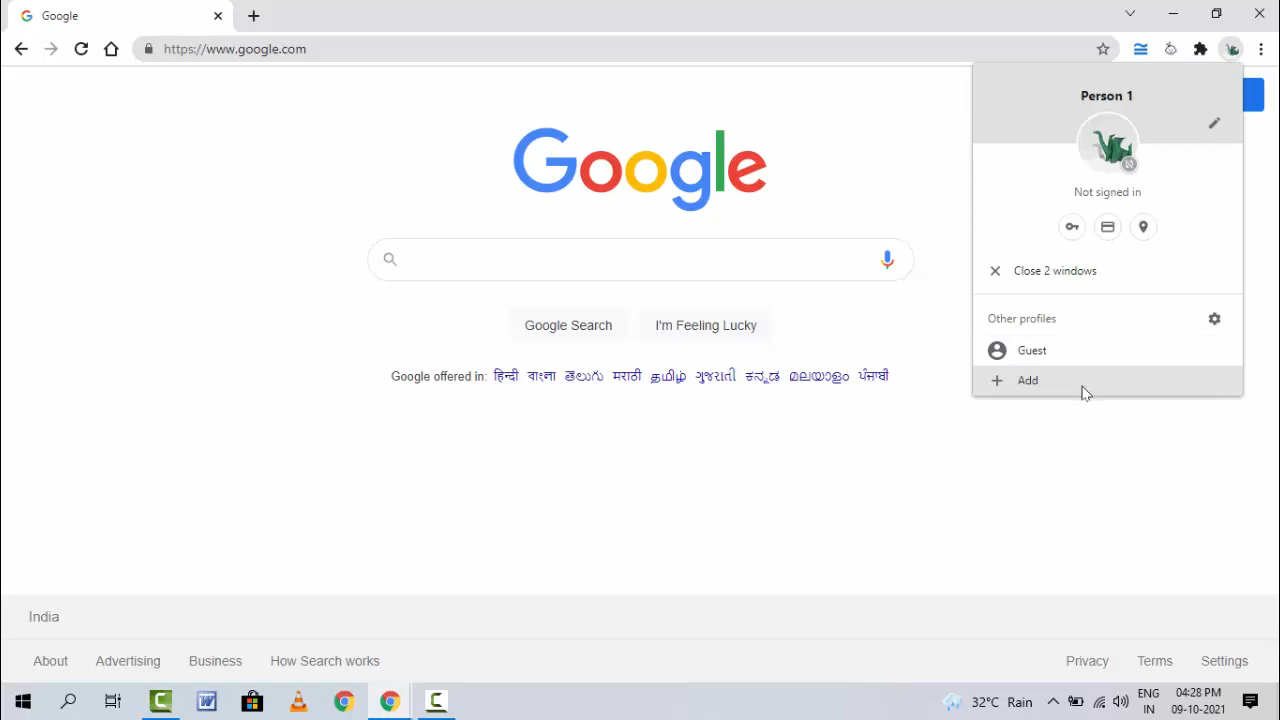 Google
https://www.google.com
Person 1
Not signed in
Close 2 windows
Other profiles
Guest
Add
Google
Google Search
I'm Feeling Lucky
Google offered in: हिन्दी বাংলা తెలుగు मराठी தமிழ் ગુજરાતી ಕನ್ನಡ മലയാളം ਪੰਜਾਬੀ
India
About Advertising Business How Search works
Privacy Terms Settings
32°C Rain
ENG
IN
04:28 PM
09-10-2021